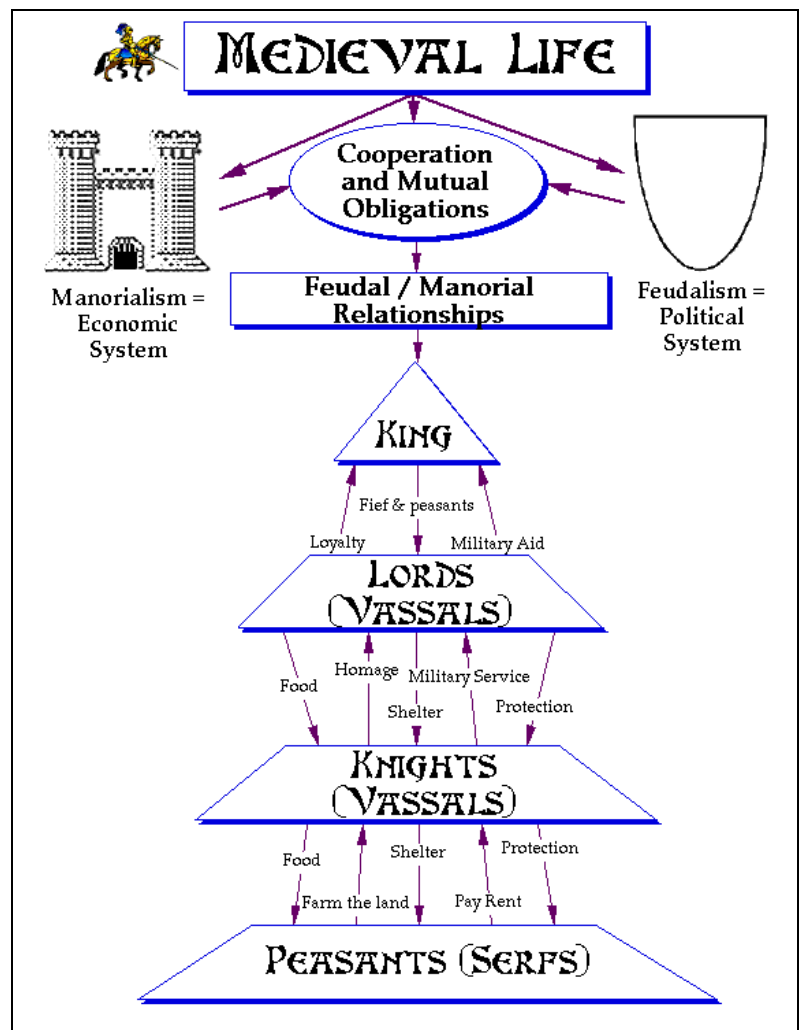 MEDIEVAL LIFE
Cooperation
and Mutual
Obligations
Manorialism =
Economic
System
Feudalism =
Political
System
Feudal / Manorial
Relationships
KING
Fief & peasants
Loyalty
Military Aid
LORDS
(VASSALS)
Food
Homage
Military Service
Shelter
Protection
KNIGHTS
(VASSALS)
Food
Shelter
Protection
Farm the land
Pay Rent
PEASANTS (SERFS)